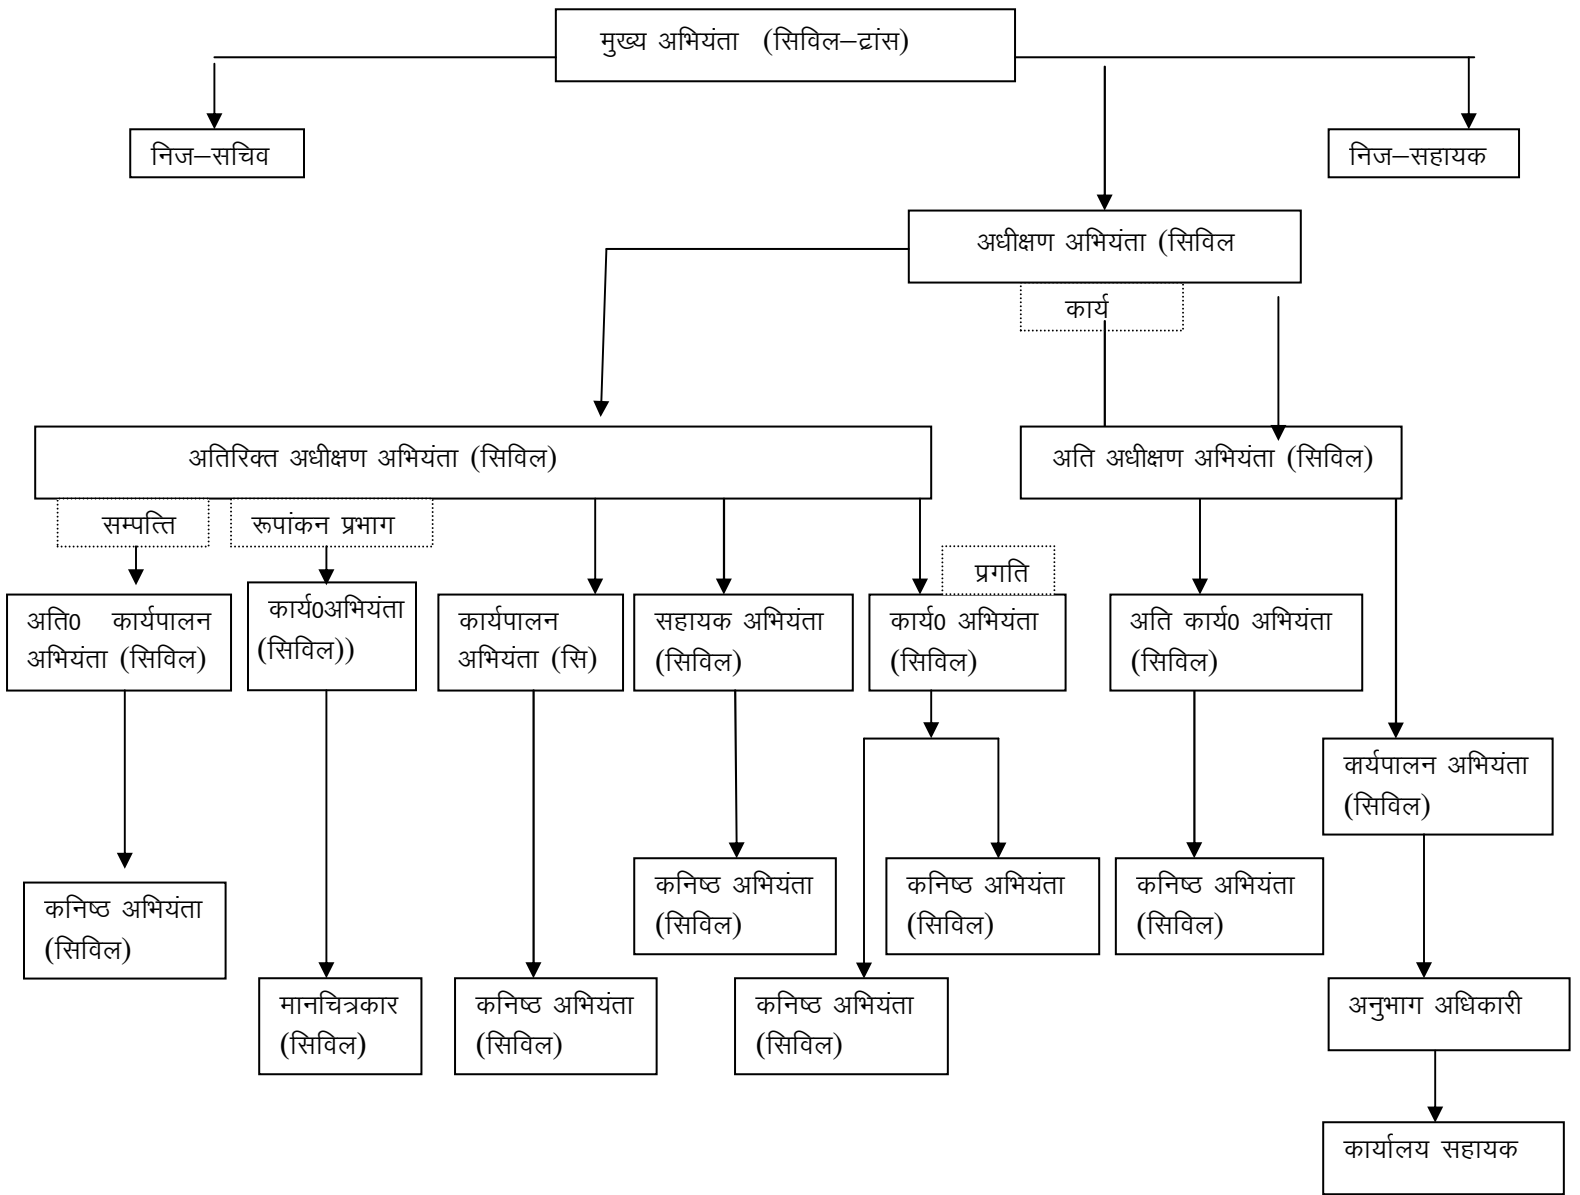 मुख्य अभियंता (सिविल–ट्रांस)
निज–सचिव
निज–सहायक
अधीक्षण अभियंता (सिविल
कार्य
अतिरिक्त अधीक्षण अभियंता (सिविल)
अति अधीक्षण अभियंता (सिविल)
सम्पत्ति
रूपांकन प्रभाग
प्रगति
अति0 कार्यपालन
अभियंता (सिविल)
कार्य0अभियंता
(सिविल))
कार्यपालन
अभियंता (सि)
सहायक अभियंता
(सिविल)
कार्य0 अभियंता
(सिविल)
अति कार्य0 अभियंता
(सिविल)
कार्यपालन अभियंता
(सिविल)
कनिष्ठ अभियंता
(सिविल)
कनिष्ठ अभियंता
(सिविल)
कनिष्ठ अभियंता
(सिविल)
कनिष्ठ अभियंता
(सिविल)
मानचित्रकार
(सिविल)
कनिष्ठ अभियंता
(सिविल)
कनिष्ठ अभियंता
(सिविल)
अनुभाग अधिकारी
कार्यालय सहायक